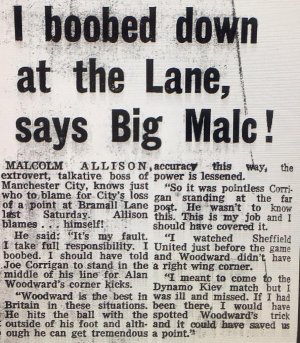 I boobed down
at the Lane,
says Big Malc!
MALCOLM ALLISON,
extrovert, talkative boss of
Manchester City, knows just
who to blame for City's loss
of a point at Bramall Lane
last Saturday. Allison
blames . . . himself!
He said: "It's my fault.
I take full responsibility. I
boobed. I should have told
Joe Corrigan to stand in the
middle of his line for Alan
Woodward's corner kicks.
"Woodward is the best in
Britain in these situations.
He hits the ball with the
outside of his foot and alth-
ough he can get tremendous
accuracy this way, the
power is lessened.
"So it was pointless Corri-
gan standing at the far
post. He wasn't to know
this. This is my job and I
should have covered it.
"I watched Sheffield
United just before the game
and Woodward didn't have
a right wing corner.
"I meant to come to the
Dynamo Kiev match but I
was ill and missed. If I had
been there, I would have
spotted Woodward's trick
and it could have saved us
a point."